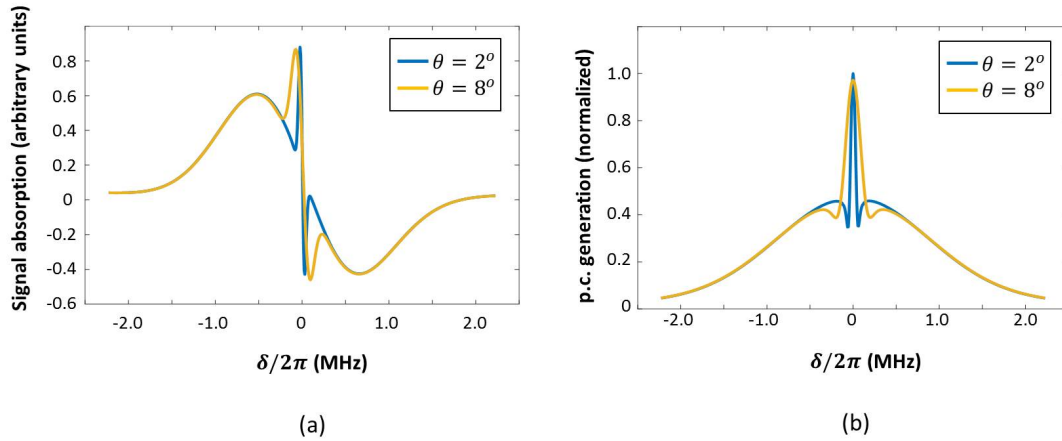 Signal absorption (arbitrary units)
0.8
0.6
0.4
0.2
0
-0.2
-0.4
-0.6
-2.0 -1.0 0 1.0 2.0
θ = 2°
θ = 8°
δ/2π (MHz)
(a)
p.c. generation (normalized)
1.0
0.8
0.6
0.4
0.2
0
-2.0 -1.0 0 1.0 2.0
θ = 2°
θ = 8°
δ/2π (MHz)
(b)